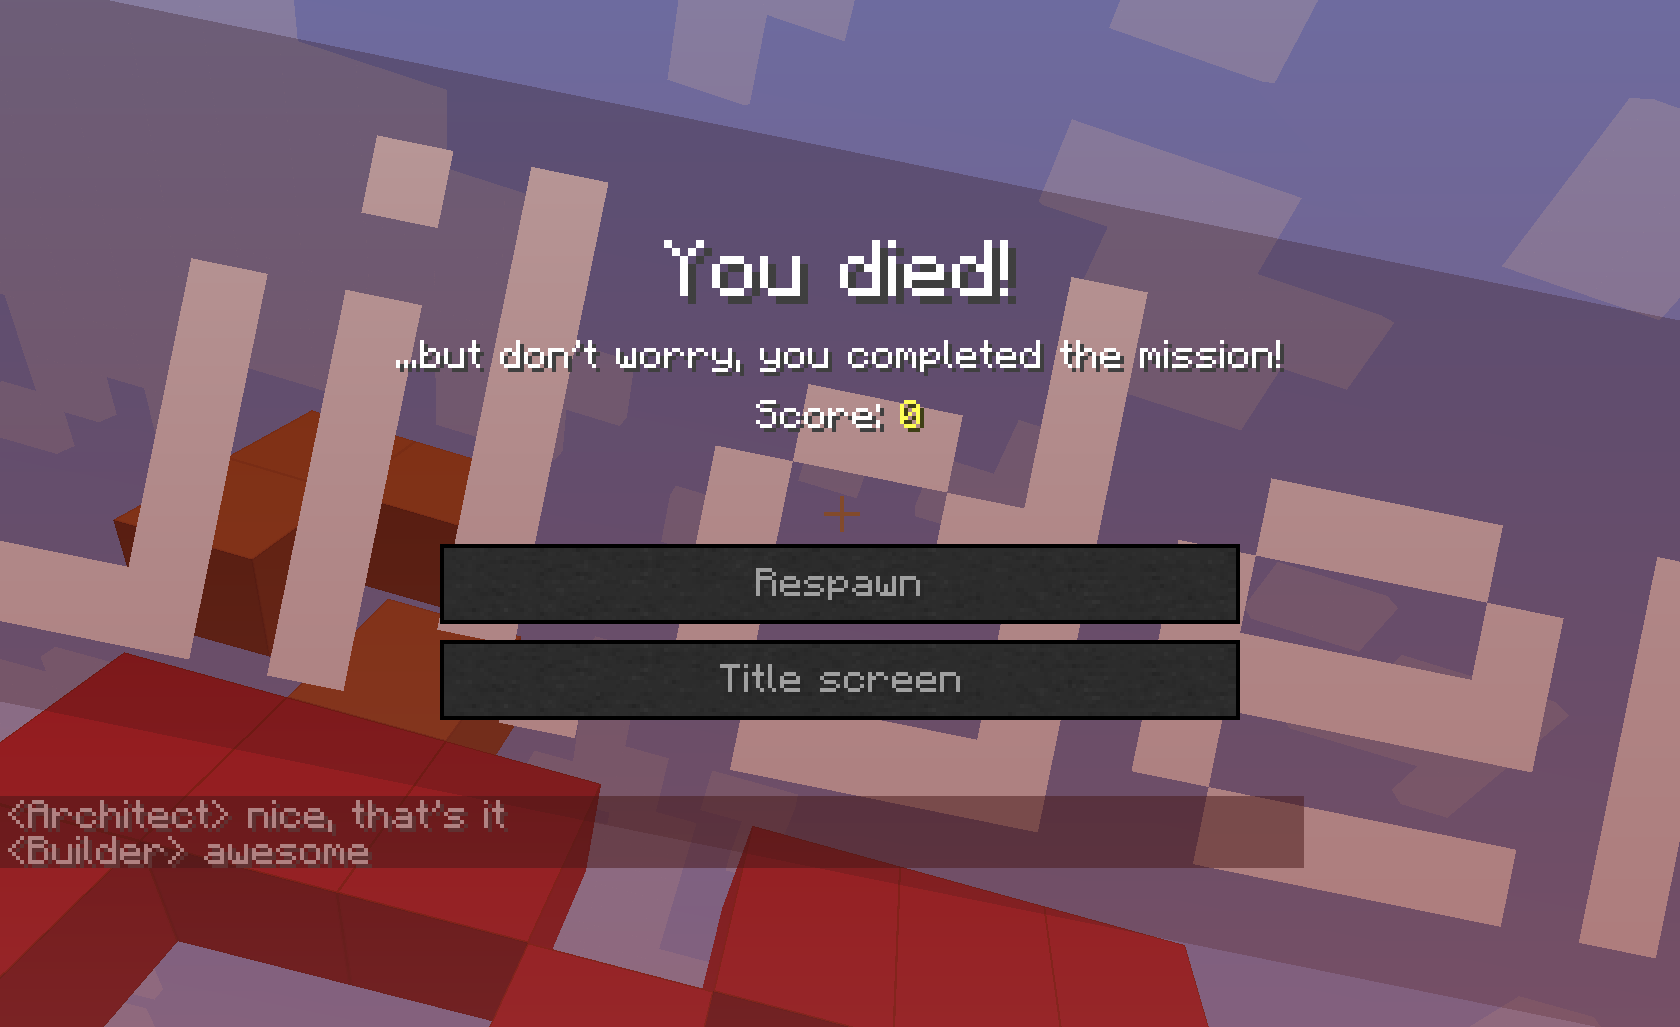 You died!
...but don't worry, you completed the mission!
Score: 0
Respawn
Title screen
<Architect> nice, that's it
<Builder> awesome